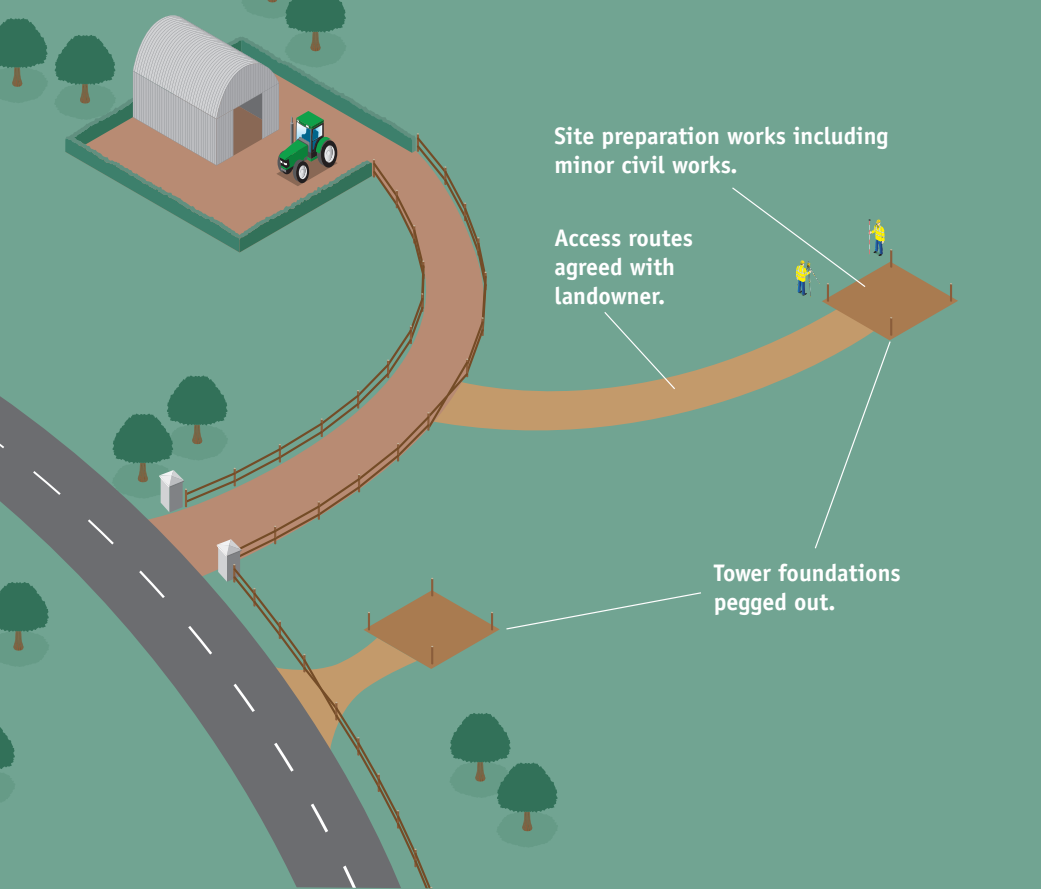 Site preparation works including
minor civil works.
Access routes
agreed with
landowner.
Tower foundations
pegged out.